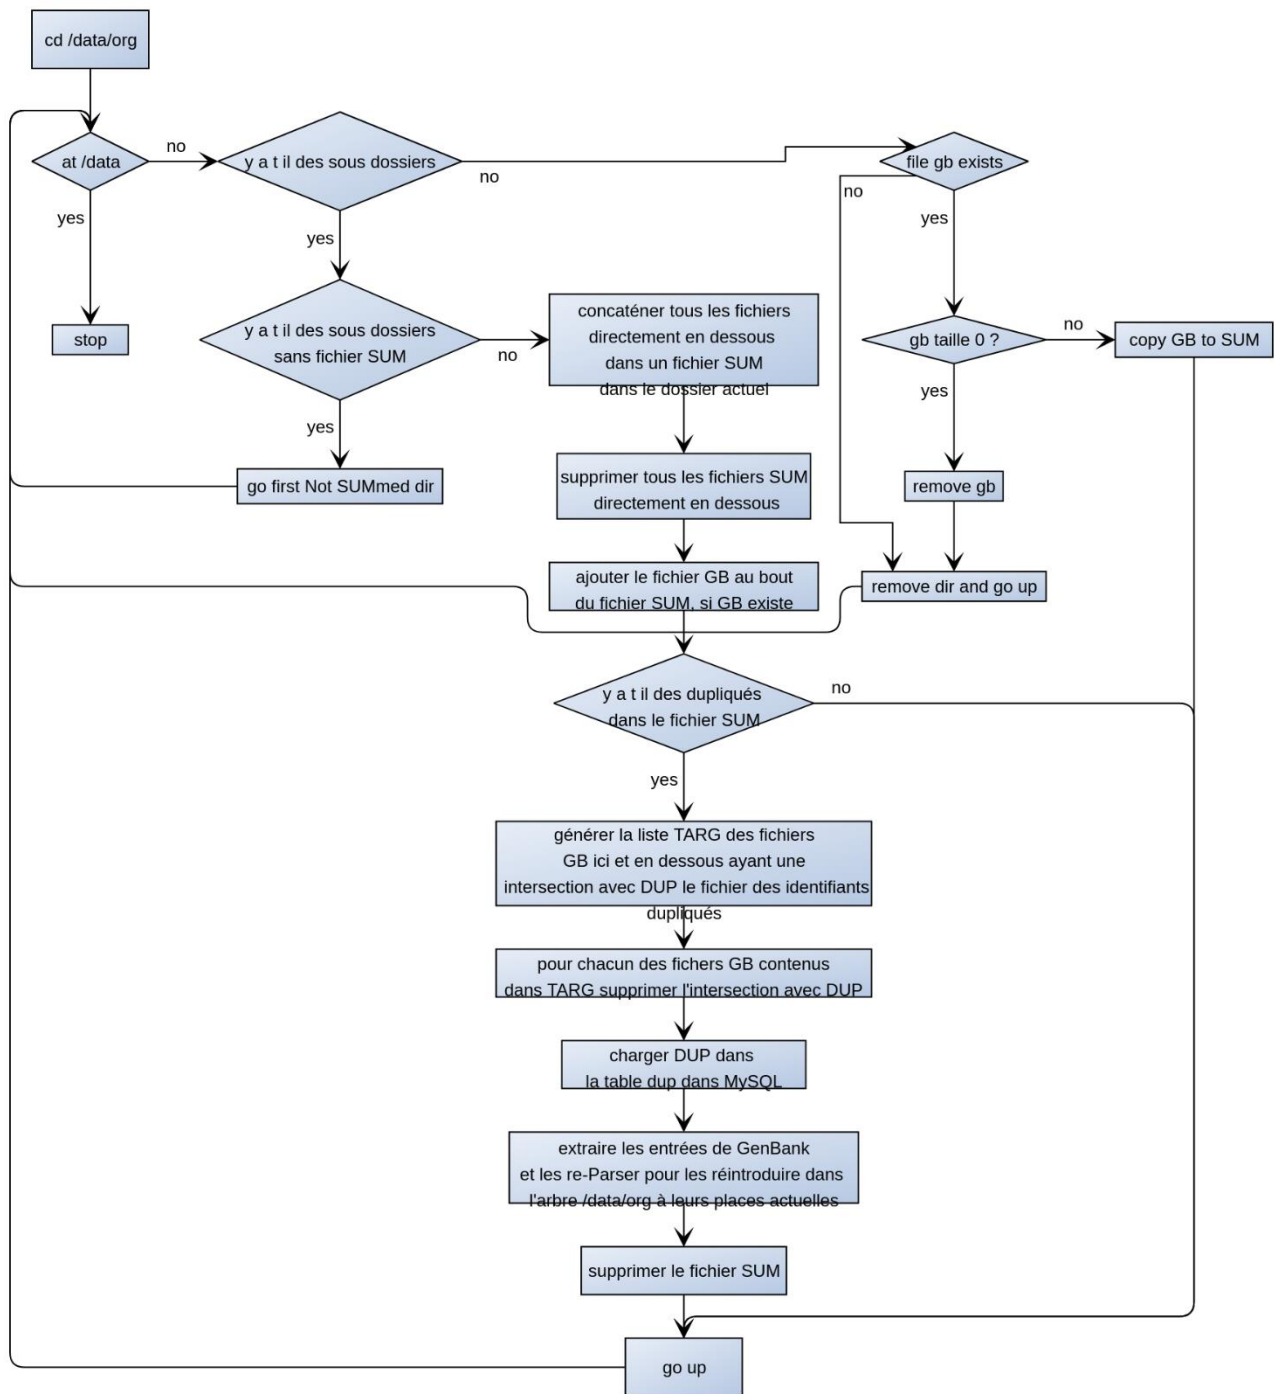 cd /data/org
at /data
no
y a t il des sous dossiers
no
file gb exists
no
yes
yes
yes
stop
y a t il des sous dossiers
sans fichier SUM
no
concaténer tous les fichiers
directement en dessous
dans un fichier SUM
dans le dossier actuel
gb taille 0 ?
no
copy GB to SUM
yes
yes
go first Not SUMmed dir
supprimer tous les fichiers SUM
directement en dessous
remove gb
ajouter le fichier GB au bout
du fichier SUM, si GB existe
remove dir and go up
y a t il des dupliqués
dans le fichier SUM
no
yes
générer la liste TARG des fichiers
GB ici et en dessous ayant une
intersection avec DUP le fichier des identifiants
dupliqués
pour chacun des fichers GB contenus
dans TARG supprimer l'intersection avec DUP
charger DUP dans
la table dup dans MySQL
extraire les entrées de GenBank
et les re-Parser pour les réintroduire dans
l'arbre /data/org à leurs places actuelles
supprimer le fichier SUM
go up